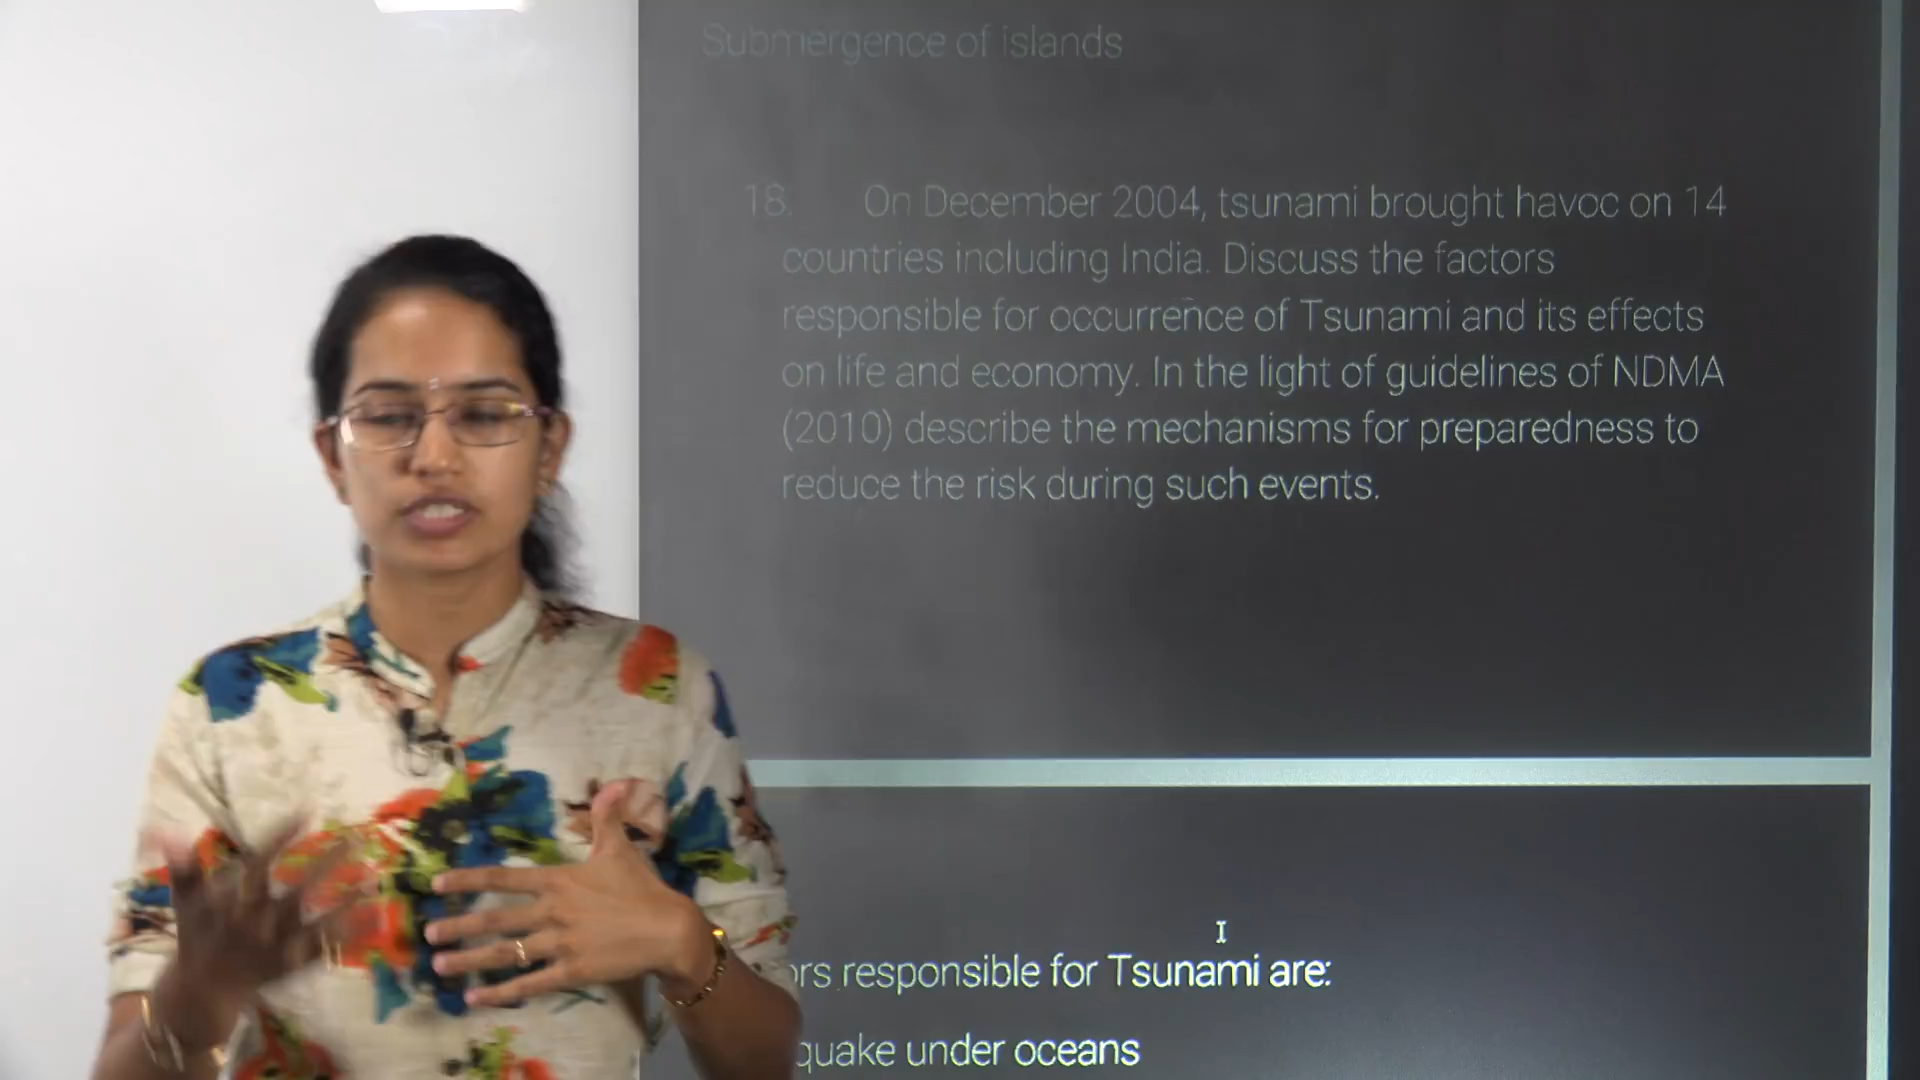 Submergence of islands
18. On December 2004, tsunami brought havoc on 14
countries including India. Discuss the factors
responsible for occurrence of Tsunami and its effects
on life and economy. In the light of guidelines of NDMA
(2010) describe the mechanisms for preparedness to
reduce the risk during such events.
responsible for Tsunami are:
under oceans